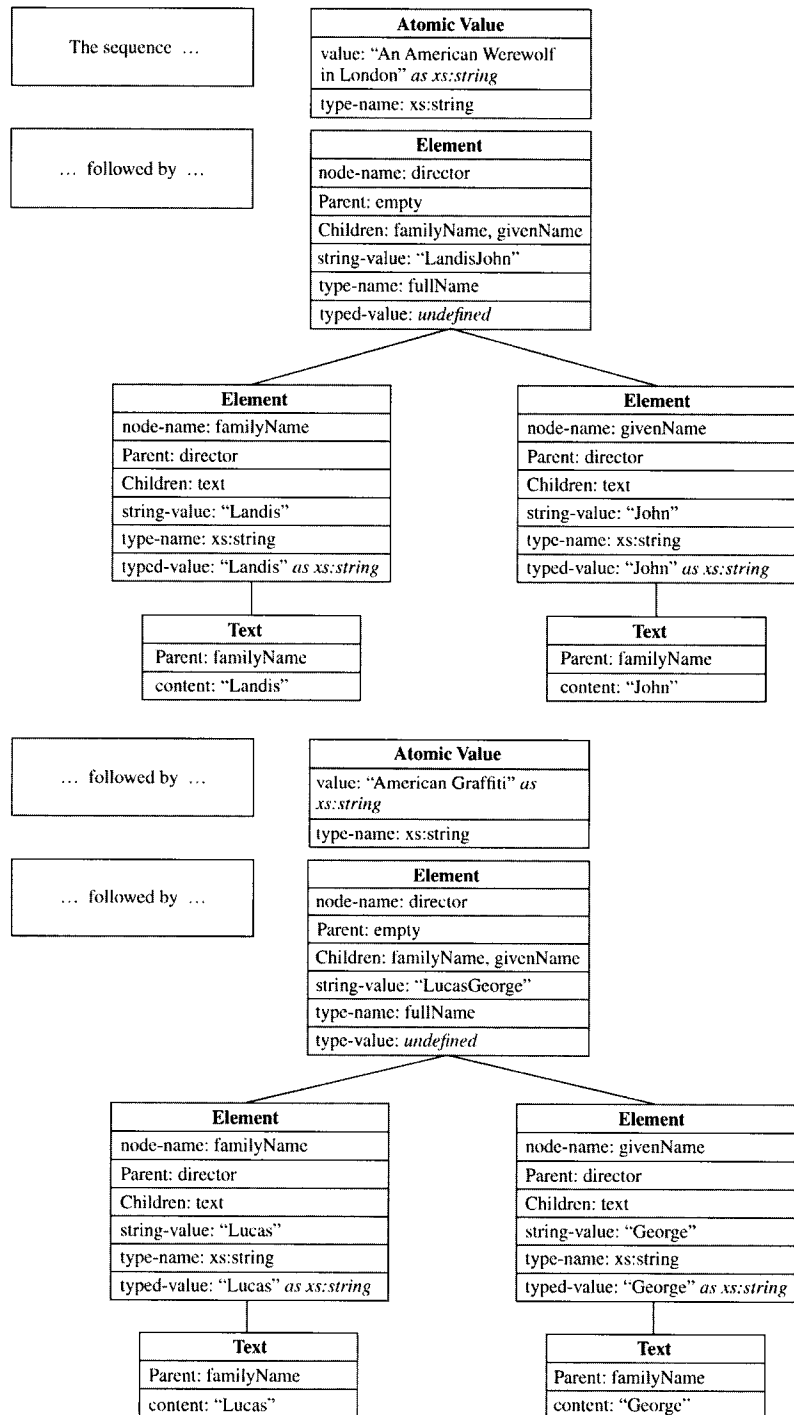 The sequence …
Atomic Value
value: “An American Werewolf
in London” as xs:string
type-name: xs:string
… followed by …
Element
node-name: director
Parent: empty
Children: familyName, givenName
string-value: “LandisJohn”
type-name: fullName
typed-value: undefined
Element
node-name: familyName
Parent: director
Children: text
string-value: “Landis”
type-name: xs:string
typed-value: “Landis” as xs:string
Element
node-name: givenName
Parent: director
Children: text
string-value: “John”
type-name: xs:string
typed-value: “John” as xs:string
Text
Parent: familyName
content: “Landis”
Text
Parent: familyName
content: “John”
… followed by …
Atomic Value
value: “American Graffiti” as
xs:string
type-name: xs:string
… followed by …
Element
node-name: director
Parent: empty
Children: familyName, givenName
string-value: “LucasGeorge”
type-name: fullName
type-value: undefined
Element
node-name: familyName
Parent: director
Children: text
string-value: “Lucas”
type-name: xs:string
typed-value: “Lucas” as xs:string
Element
node-name: givenName
Parent: director
Children: text
string-value: “George”
type-name: xs:string
typed-value: “George” as xs:string
Text
Parent: familyName
content: “Lucas”
Text
Parent: familyName
content: “George”